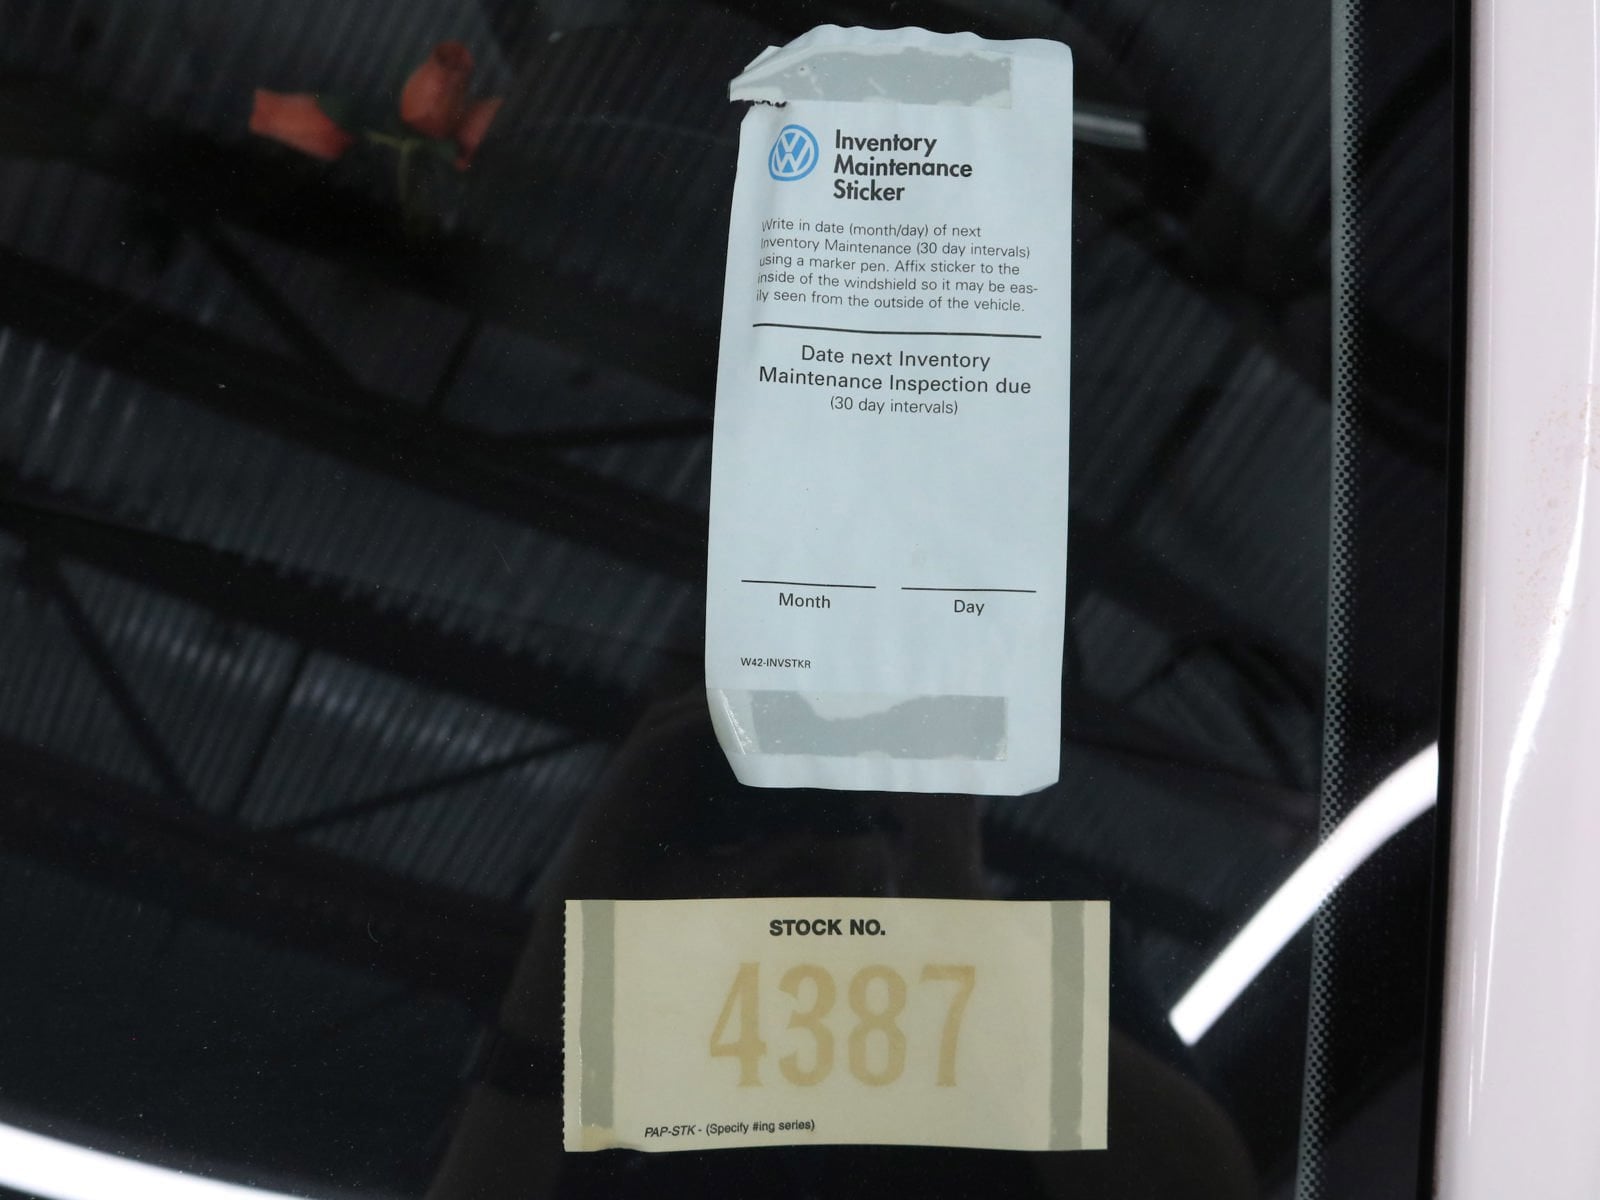 Inventory
Maintenance
Sticker
Write in date (month/day) of next
Inventory Maintenance (30 day intervals)
using a marker pen. Affix sticker to the
inside of the windshield so it may be eas-
ily seen from the outside of the vehicle.
Date next Inventory
Maintenance Inspection due
(30 day intervals)
Month Day
W42-INVSTKR
STOCK NO.
4387
PAP-STK - (Specify #ing series)